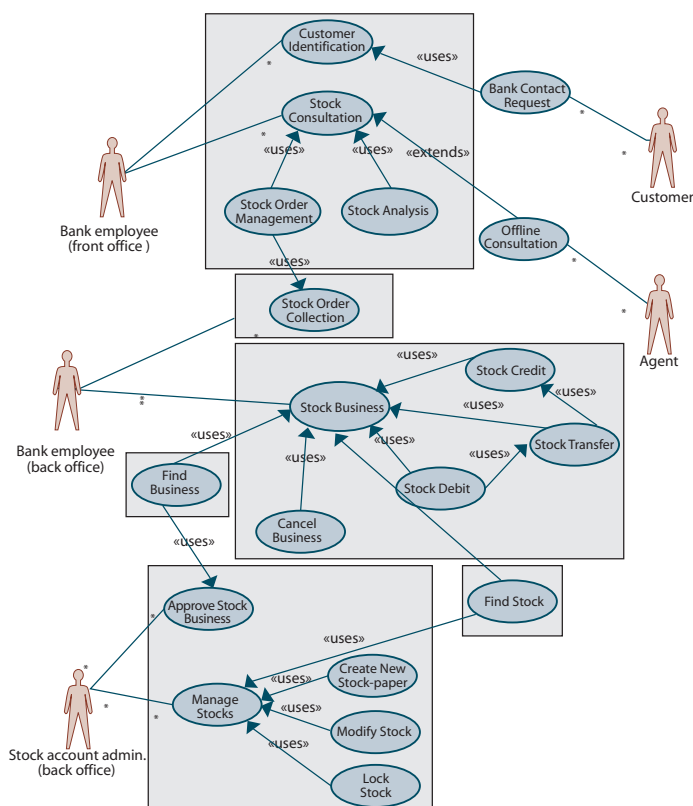 Customer
Identification
*
«uses»
Bank Contact
Request
*
*
Customer
Stock
Consultation
*
«uses»
«uses»
«extends»
Bank employee
(front office )
Stock Order
Management
Stock Analysis
Offline
Consultation
*
*
Agent
«uses»
Stock Order
Collection
*
Bank employee
(back office)
*
*
«uses»
Stock Credit
«uses»
«uses»
Stock Business
Stock Transfer
«uses»
«uses»
«uses»
«uses»
Find
Business
Stock Debit
Cancel
Business
«uses»
Approve Stock
Business
*
Find Stock
«uses»
*
*
*
Stock account admin.
(back office)
Manage
Stocks
«uses»
Create New
Stock-paper
«uses»
Modify Stock
«uses»
Lock
Stock